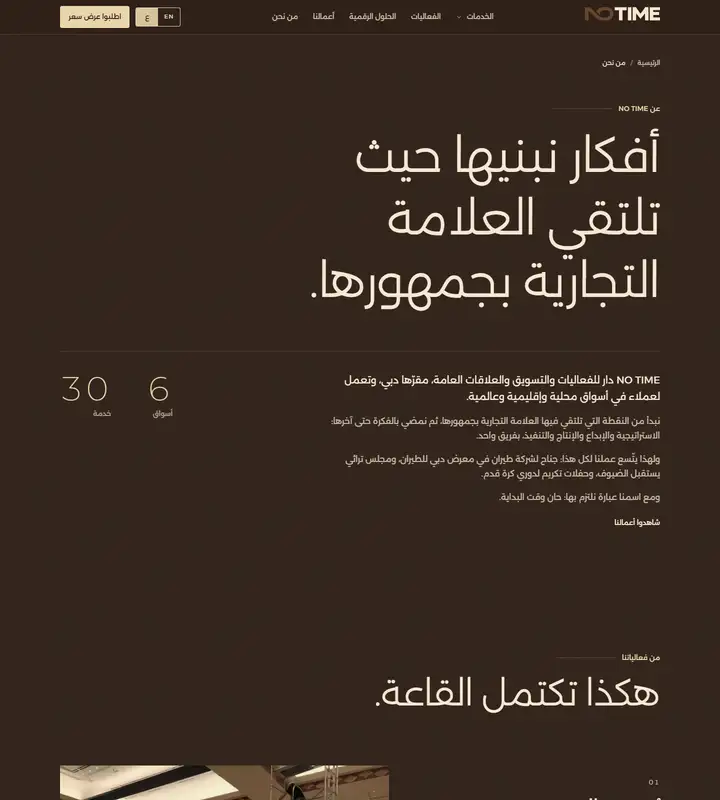 NO TIME
الخدمات
الفعاليات
الحلول الرقمية
أعمالنا
من نحن
EN
ع
اطلبوا عرض سعر
الرئيسية / من نحن
عن NO TIME
أفكار نبنيها حيث
تلتقي العلامة
التجارية بجمهورها.
NO TIME دار للفعاليات والتسويق والعلاقات العامة، مقرّها دبي، وتعمل
لعملاء في أسواق محلية وإقليمية وعالمية.
نبدأ من النقطة التي تلتقي فيها العلامة التجارية بجمهورها، ثم نمضي بالفكرة حتى آخرها:
الاستراتيجية والإبداع والإنتاج والتنفيذ، بفريق واحد.
ولهذا يتّسع عملنا لكل هذا: جناح لشركة طيران في معرض دبي للطيران، ومجلس تراثي
يستقبل الضيوف، وحفلات تكريم لدوري كرة قدم.
ومع اسمنا عبارة نلتزم بها: حان وقت البداية.
شاهدوا أعمالنا
6
أسواق
30
خدمة
من فعالياتنا
هكذا تكتمل القاعة.
01